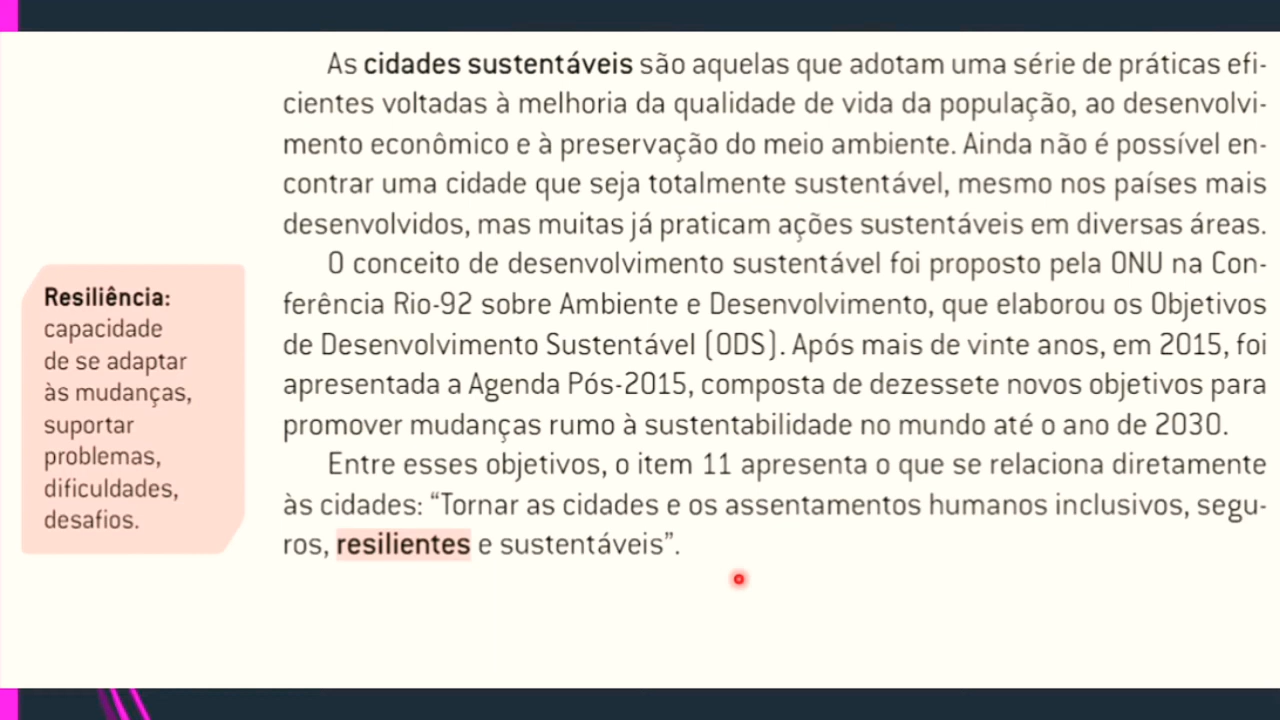 As cidades sustentáveis são aquelas que adotam uma série de práticas efi-
cientes voltadas à melhoria da qualidade de vida da população, ao desenvolvi-
mento econômico e à preservação do meio ambiente. Ainda não é possível en-
contrar uma cidade que seja totalmente sustentável, mesmo nos países mais
desenvolvidos, mas muitas já praticam ações sustentáveis em diversas áreas.
O conceito de desenvolvimento sustentável foi proposto pela ONU na Con-
ferência Rio-92 sobre Ambiente e Desenvolvimento, que elaborou os Objetivos
de Desenvolvimento Sustentável (ODS). Após mais de vinte anos, em 2015, foi
apresentada a Agenda Pós-2015, composta de dezessete novos objetivos para
promover mudanças rumo à sustentabilidade no mundo até o ano de 2030.
Entre esses objetivos, o item 11 apresenta o que se relaciona diretamente
às cidades: “Tornar as cidades e os assentamentos humanos inclusivos, segu-
ros, resilientes e sustentáveis”.
Resiliência:
capacidade
de se adaptar
às mudanças,
suportar
problemas,
dificuldades,
desafios.